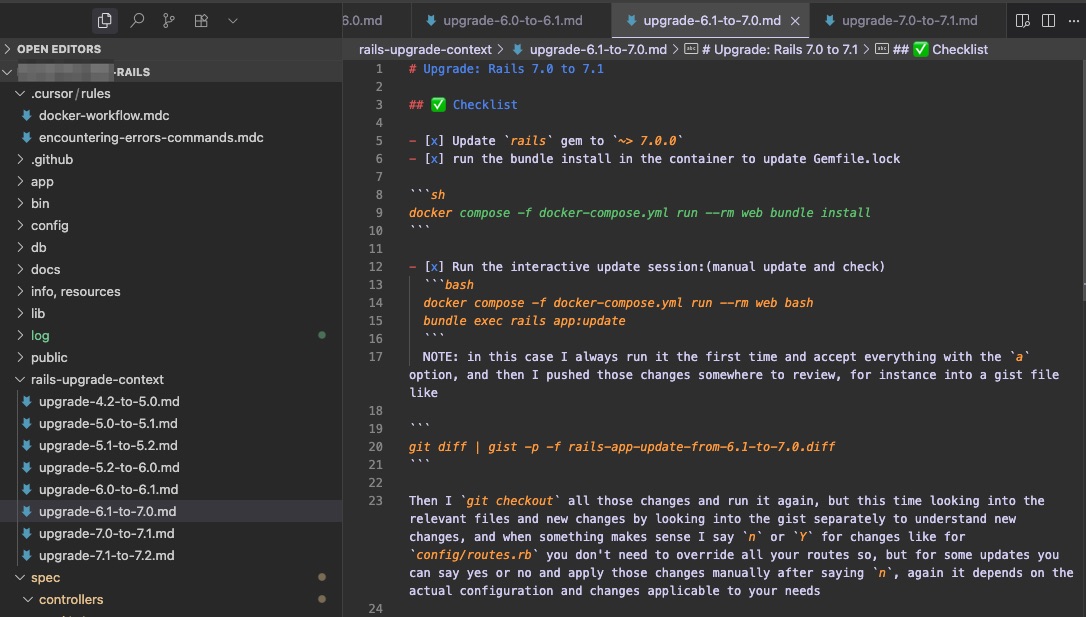 6.0.md
upgrade-6.0-to-6.1.md
upgrade-6.1-to-7.0.md
upgrade-7.0-to-7.1.md
OPEN EDITORS
-RAILS
.cursor/rules
docker-workflow.mdc
encountering-errors-commands.mdc
.github
app
bin
config
db
docs
info, resources
lib
log
public
rails-upgrade-context
upgrade-4.2-to-5.0.md
upgrade-5.0-to-5.1.md
upgrade-5.1-to-5.2.md
upgrade-5.2-to-6.0.md
upgrade-6.0-to-6.1.md
upgrade-6.1-to-7.0.md
upgrade-7.0-to-7.1.md
upgrade-7.1-to-7.2.md
spec
controllers
rails-upgrade-context > upgrade-6.1-to-7.0.md > # Upgrade: Rails 7.0 to 7.1 > ## ✅ Checklist
1 # Upgrade: Rails 7.0 to 7.1
2
3 ## ✅ Checklist
4
5 - [x] Update `rails` gem to `~> 7.0.0`
6 - [x] run the bundle install in the container to update Gemfile.lock
7
8 ```sh
9 docker compose -f docker-compose.yml run --rm web bundle install
10 ```
11
12 - [x] Run the interactive update session:(manual update and check)
13 ```bash
14 docker compose -f docker-compose.yml run --rm web bash
15 bundle exec rails app:update
16 ```
17 NOTE: in this case I always run it the first time and accept everything with the `a`
option, and then I pushed those changes somewhere to review, for instance into a gist file
like
18
19 ```
20 git diff | gist -p -f rails-app-update-from-6.1-to-7.0.diff
21 ```
22
23 Then I `git checkout` all those changes and run it again, but this time looking into the
relevant files and new changes by looking into the gist separately to understand new
changes, and when something makes sense I say `n` or `Y` for changes like for
`config/routes.rb` you don't need to override all your routes so, but for some updates you
can say yes or no and apply those changes manually after saying `n`, again it depends on the
actual configuration and changes applicable to your needs
24